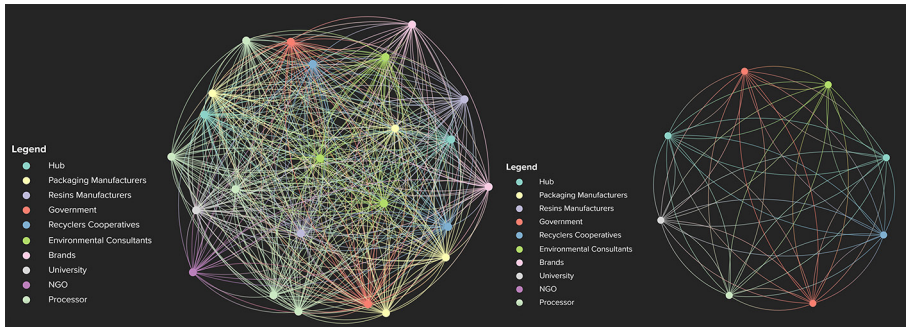 Legend
Hub
Packaging Manufacturers
Resins Manufacturers
Government
Recyclers Cooperatives
Environmental Consultants
Brands
University
NGO
Processor
Legend
Hub
Packaging Manufacturers
Resins Manufacturers
Government
Recyclers Cooperatives
Environmental Consultants
Brands
University
NGO
Processor